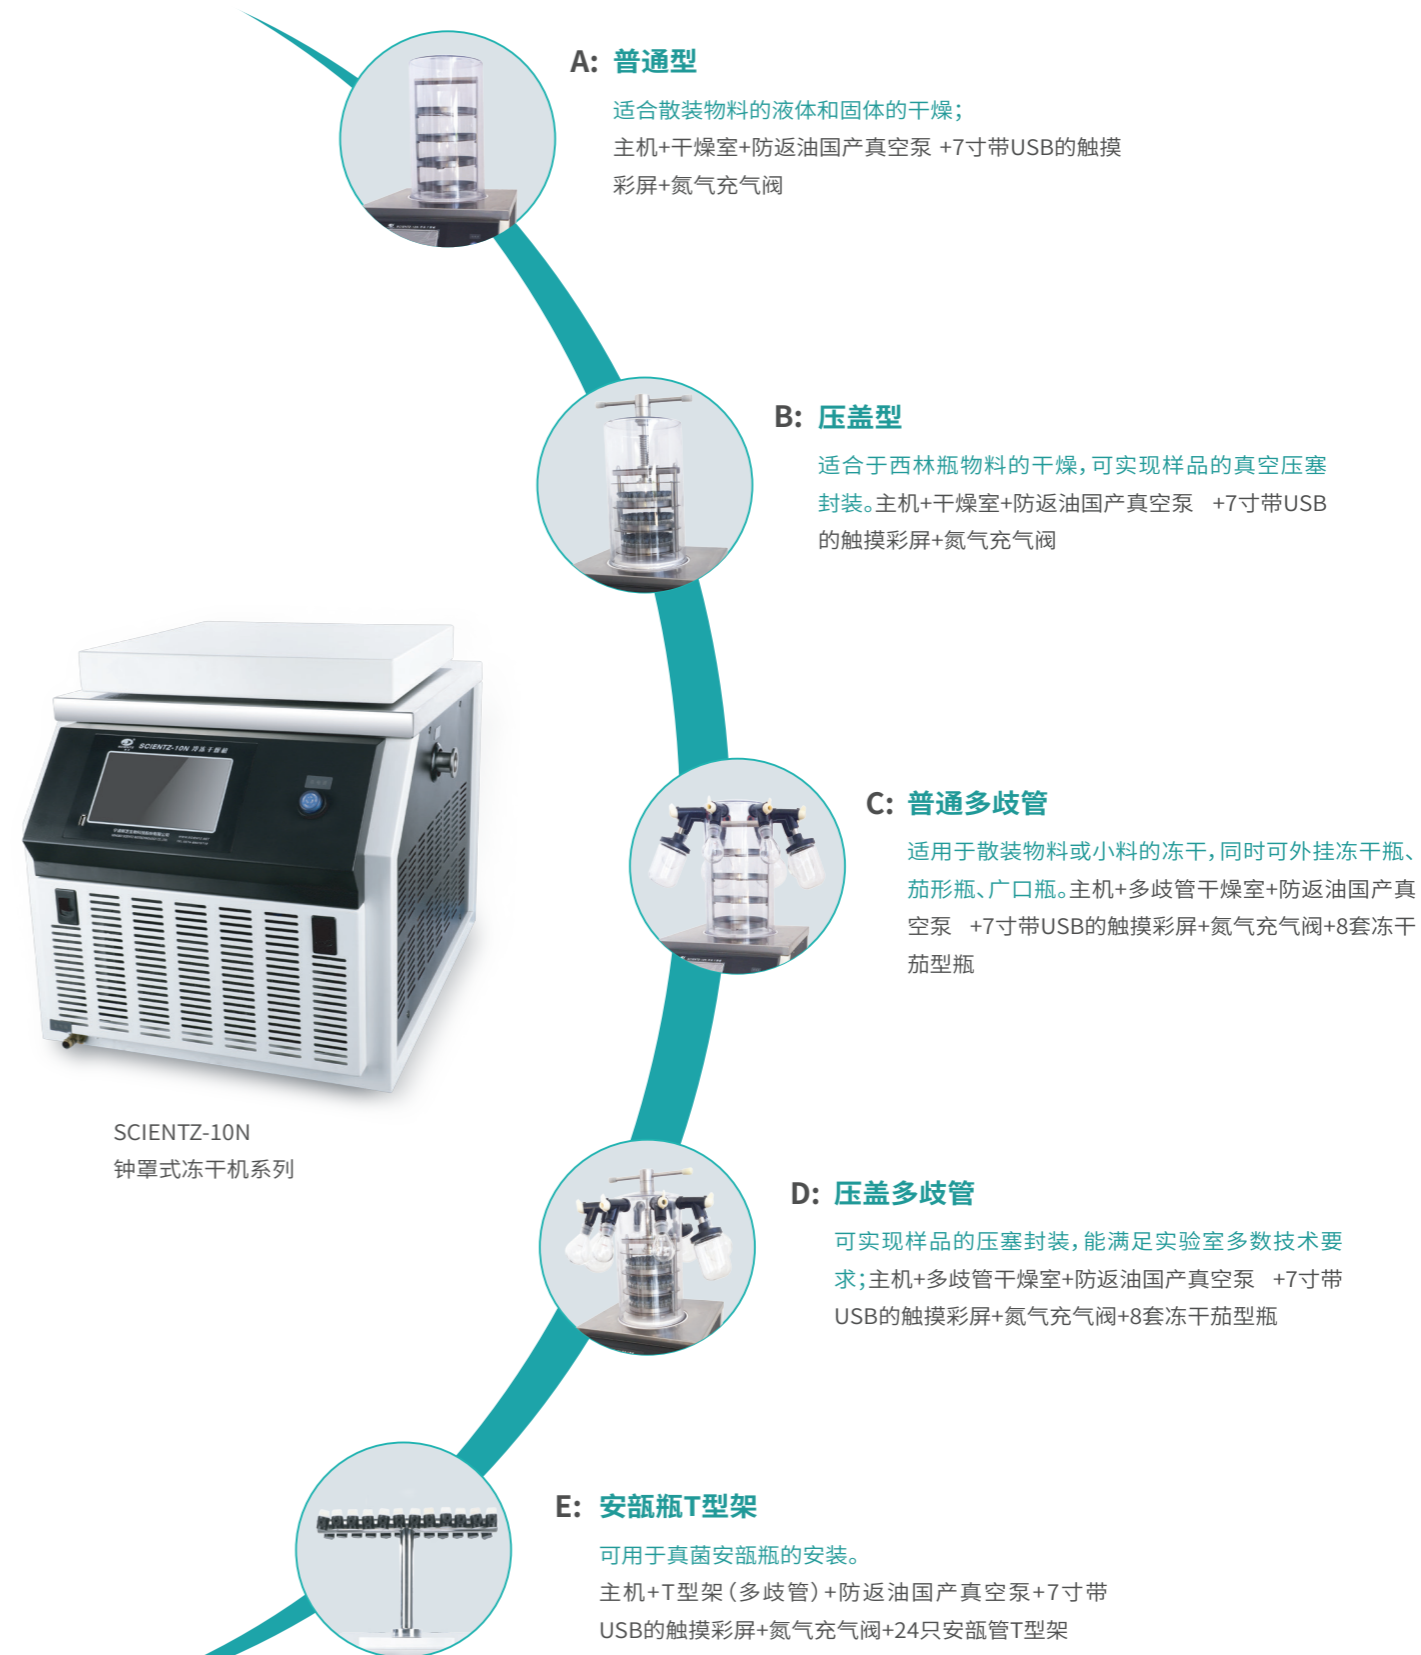 A: 普通型
适合散装物料的液体和固体的干燥；
主机+干燥室+防返油国产真空泵 +7寸带USB的触摸
彩屏+氮气充气阀
B: 压盖型
适合于西林瓶物料的干燥，可实现样品的真空压塞
封装。主机+干燥室+防返油国产真空泵 +7寸带USB
的触摸彩屏+氮气充气阀
SCIENTZ-10N 冷冻干燥机
C: 普通多歧管
适用于散装物料或小料的冻干，同时可外挂冻干瓶、
茄形瓶、广口瓶。主机+多歧管干燥室+防返油国产真
空泵 +7寸带USB的触摸彩屏+氮气充气阀+8套冻干
茄型瓶
SCIENTZ-10N
钟罩式冻干机系列
D: 压盖多歧管
可实现样品的压塞封装，能满足实验室多数技术要
求；主机+多歧管干燥室+防返油国产真空泵 +7寸带
USB的触摸彩屏+氮气充气阀+8套冻干茄型瓶
E: 安瓿瓶T型架
可用于真菌安瓿瓶的安装。
主机+T型架（多歧管）+防返油国产真空泵+7寸带
USB的触摸彩屏+氮气充气阀+24只安瓿管T型架